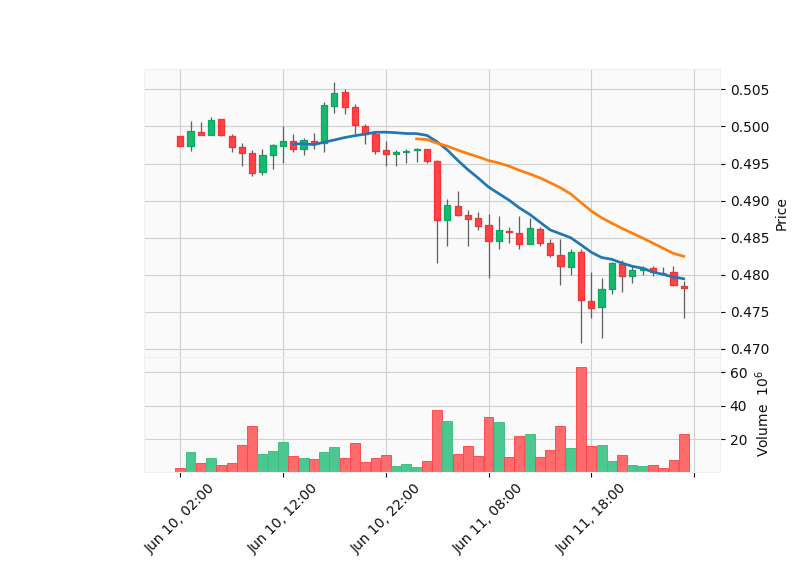 0.505
0.500
0.495
0.490
0.485
0.480
0.475
0.470
Price
60
40
20
Volume 10^6
Jun 10, 02:00
Jun 10, 12:00
Jun 10, 22:00
Jun 11, 08:00
Jun 11, 18:00